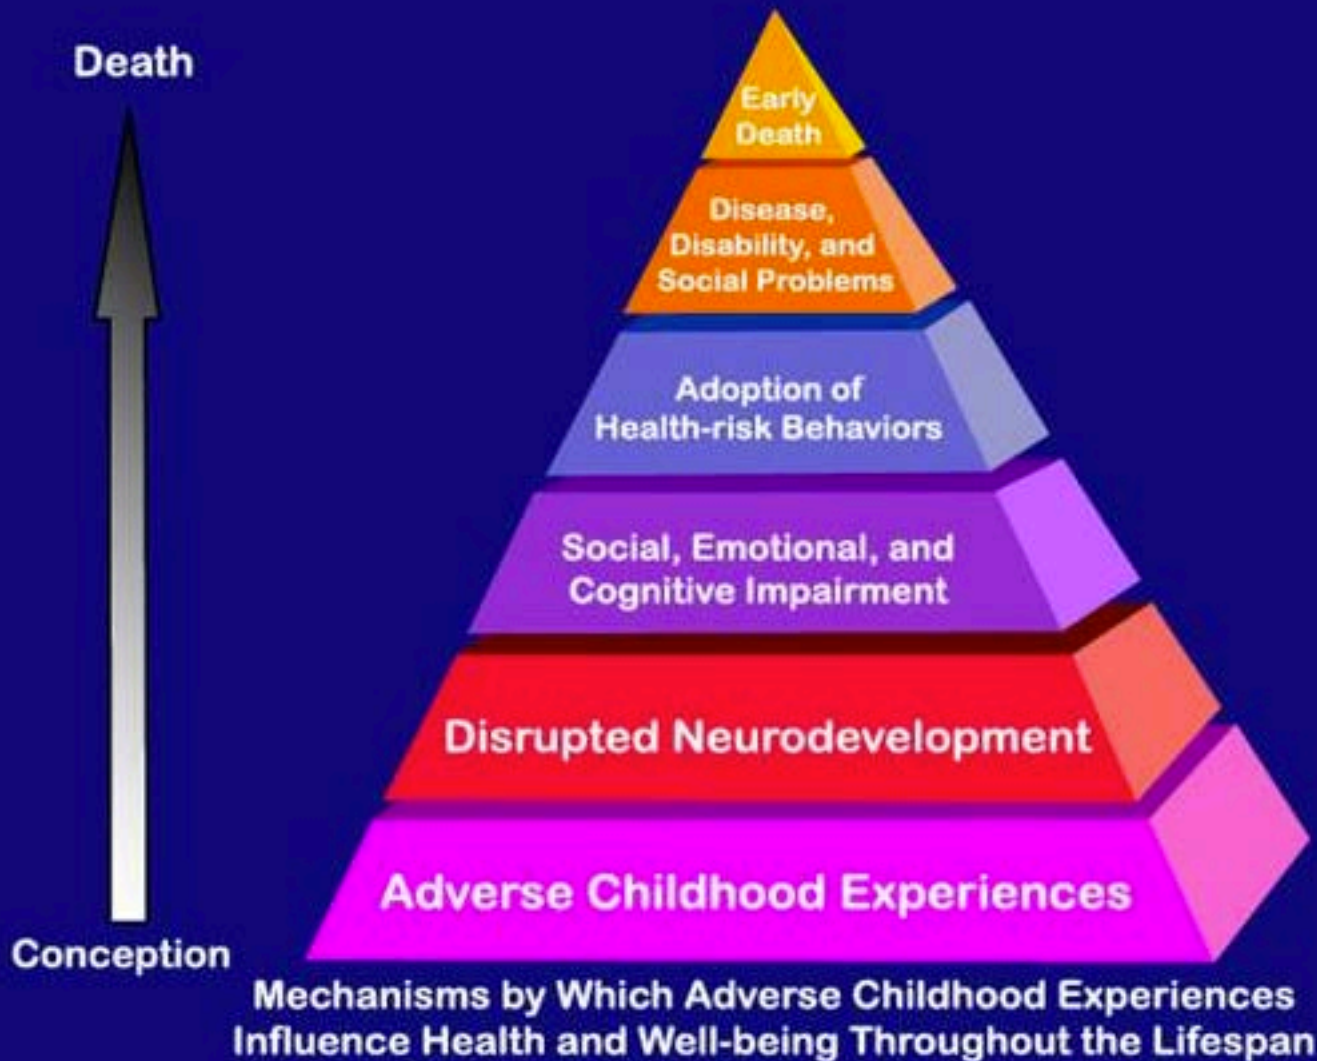 Death
Early
Death
Disease,
Disability, and
Social Problems
Adoption of
Health-risk Behaviors
Social, Emotional, and
Cognitive Impairment
Disrupted Neurodevelopment
Adverse Childhood Experiences
Conception
Mechanisms by Which Adverse Childhood Experiences
Influence Health and Well-being Throughout the Lifespan